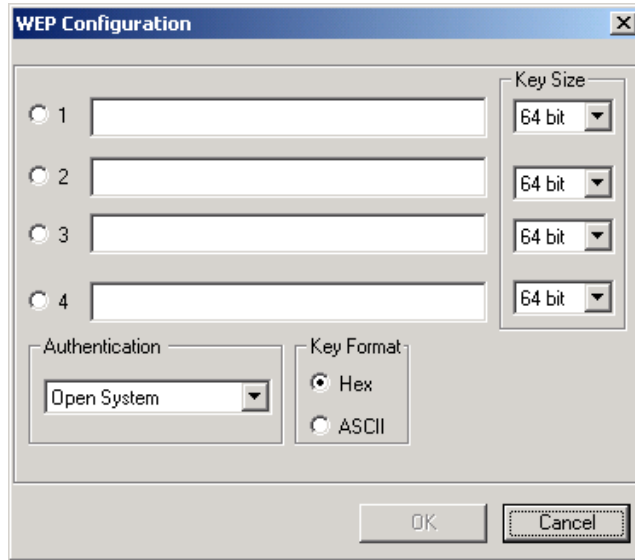 WEP Configuration
Key Size
1
64 bit
2
64 bit
3
64 bit
4
64 bit
Authentication
Key Format
Open System
Hex
ASCII
OK
Cancel